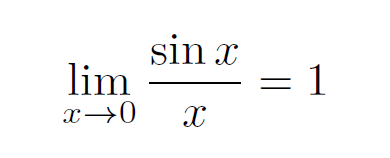 lim x→0 sin x / x = 1